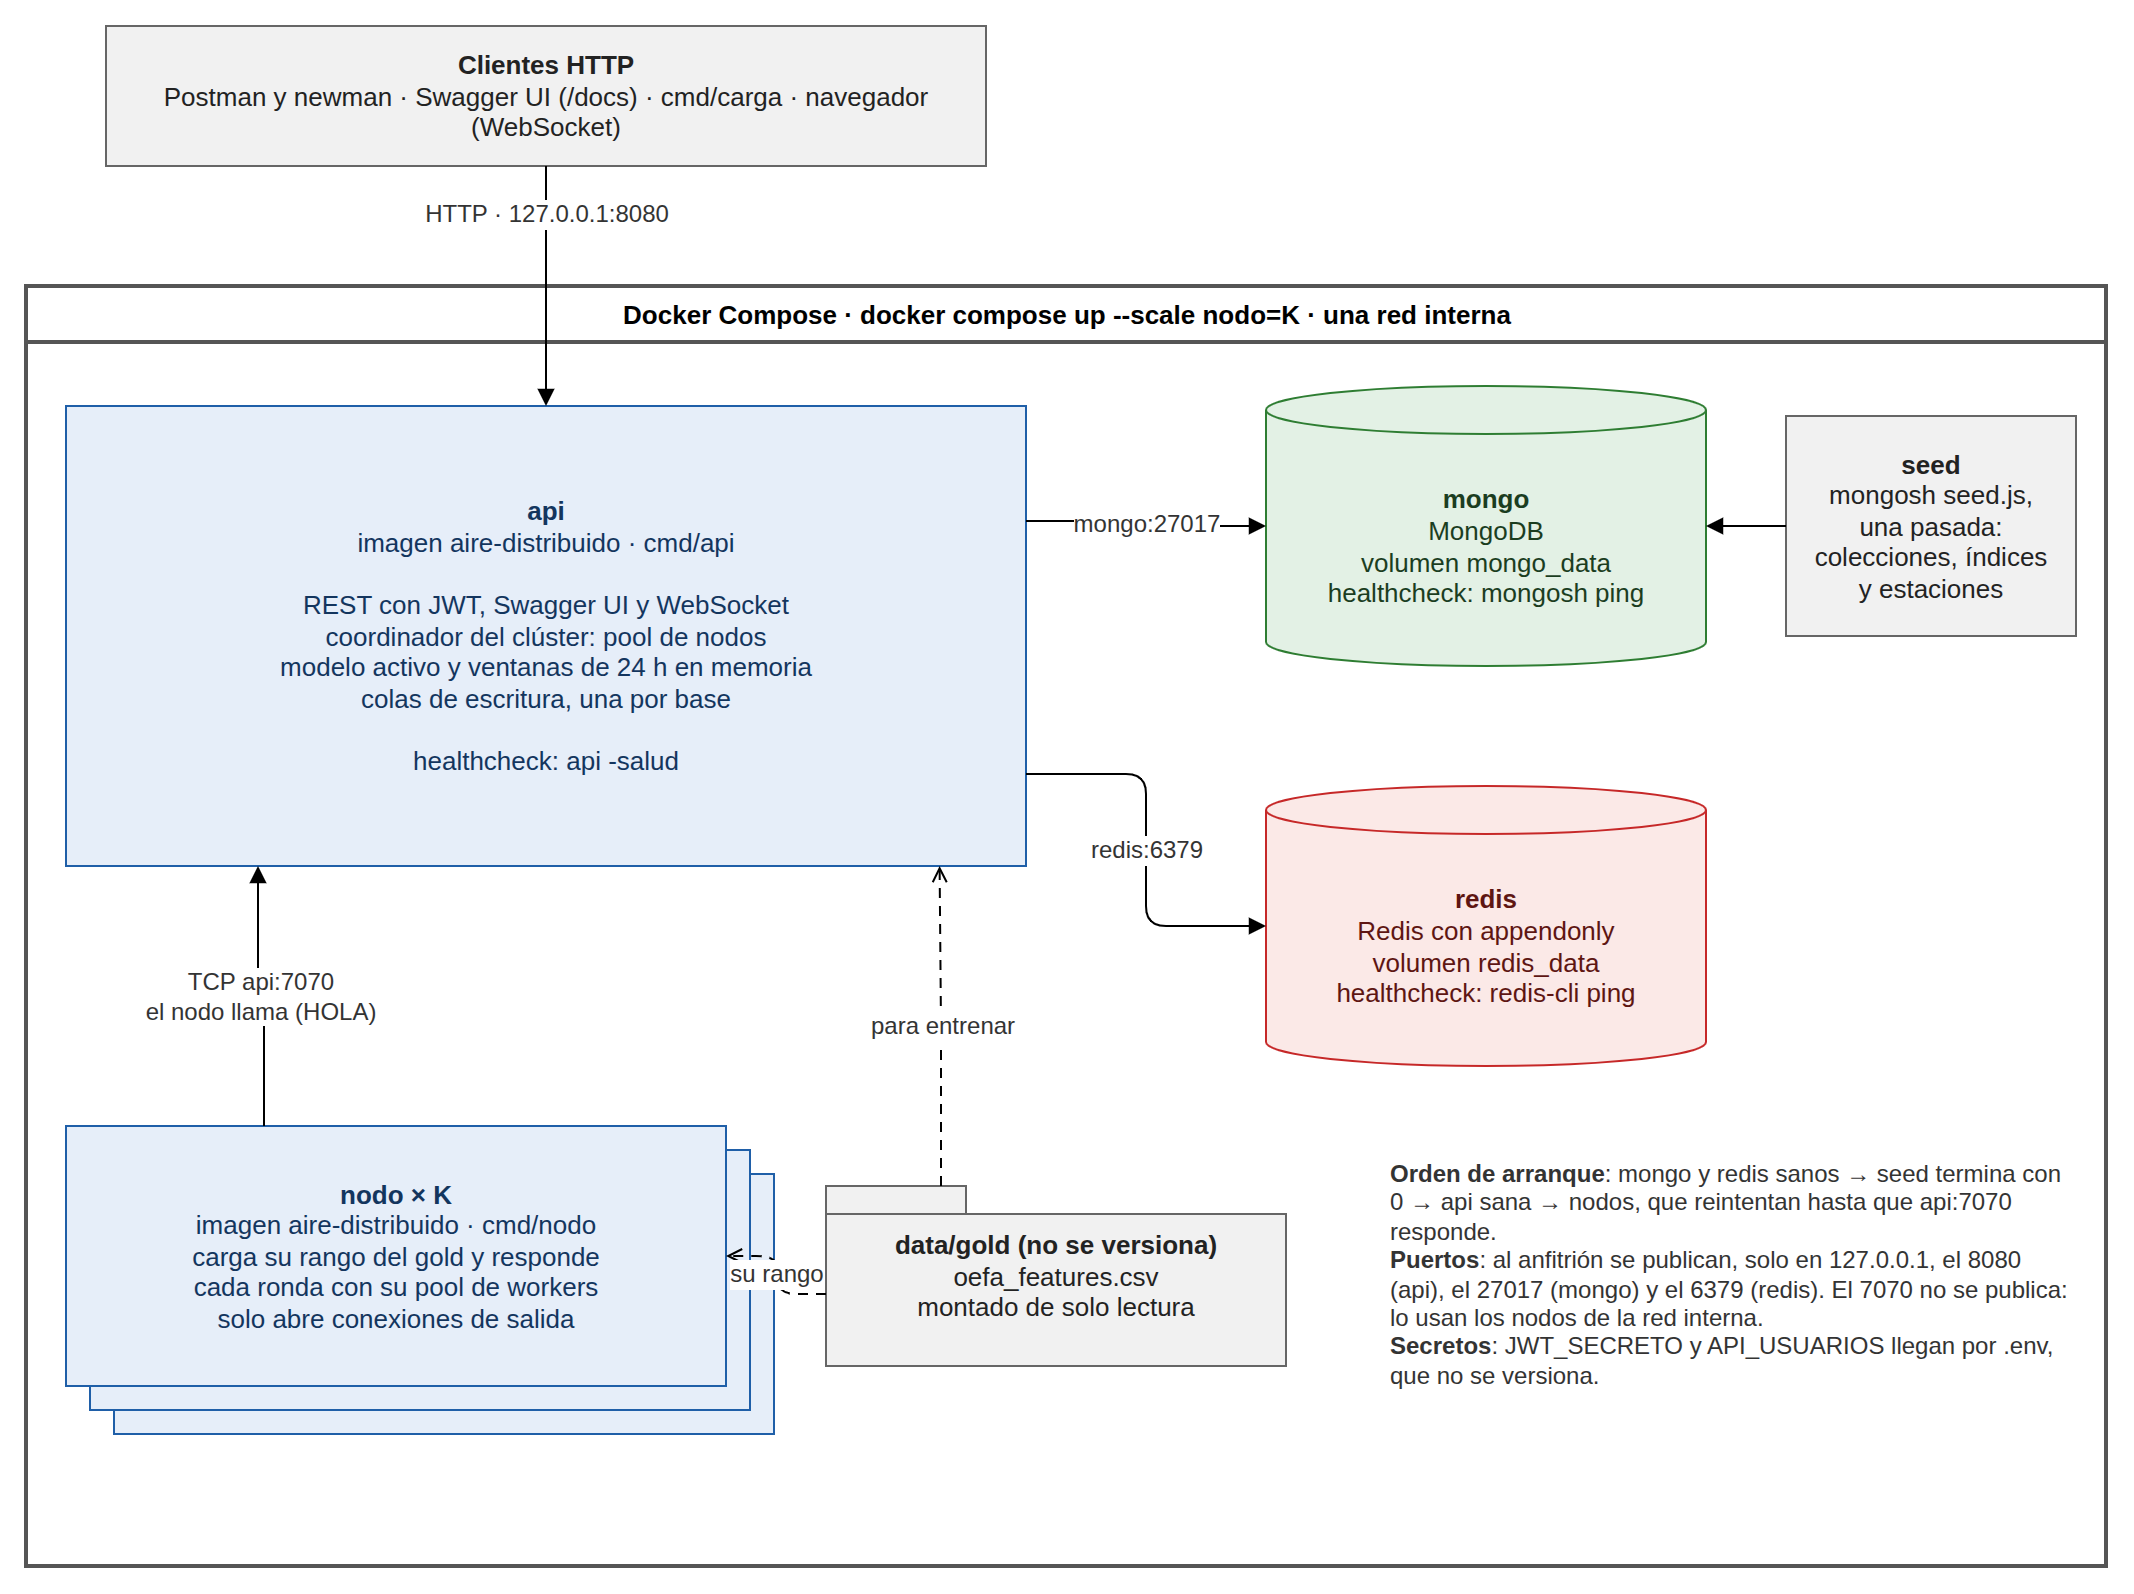 Clientes HTTP
Postman y newman · Swagger UI (/docs) · cmd/carga · navegador
(WebSocket)
HTTP · 127.0.0.1:8080
Docker Compose · docker compose up --scale nodo=K · una red interna
api
imagen aire-distribuido · cmd/api
REST con JWT, Swagger UI y WebSocket
coordinador del clúster: pool de nodos
modelo activo y ventanas de 24 h en memoria
colas de escritura, una por base
healthcheck: api -salud
mongo:27017
mongo
MongoDB
volumen mongo_data
healthcheck: mongosh ping
seed
mongosh seed.js,
una pasada:
colecciones, índices
y estaciones
redis:6379
redis
Redis con appendonly
volumen redis_data
healthcheck: redis-cli ping
TCP api:7070
el nodo llama (HOLA)
para entrenar
nodo × K
imagen aire-distribuido · cmd/nodo
carga su rango del gold y responde
cada ronda con su pool de workers
solo abre conexiones de salida
su rango
data/gold (no se versiona)
oefa_features.csv
montado de solo lectura
Orden de arranque: mongo y redis sanos → seed termina con
0 → api sana → nodos, que reintentan hasta que api:7070
responde.
Puertos: al anfitrión se publican, solo en 127.0.0.1, el 8080
(api), el 27017 (mongo) y el 6379 (redis). El 7070 no se publica:
lo usan los nodos de la red interna.
Secretos: JWT_SECRETO y API_USUARIOS llegan por .env,
que no se versiona.